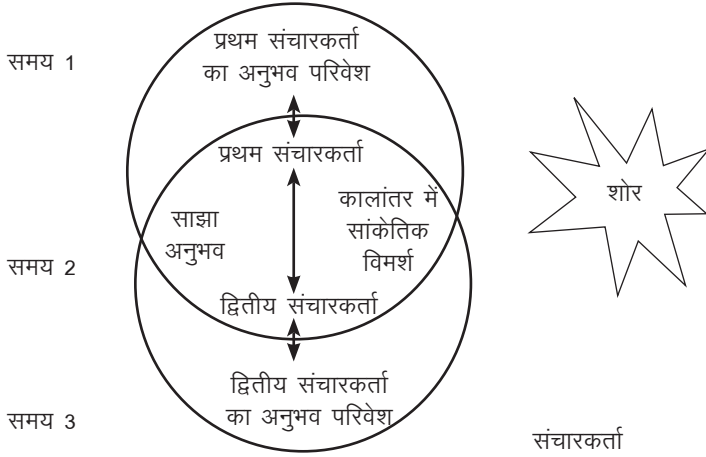 समय 1
प्रथम संचारकर्ता
का अनुभव परिवेश
प्रथम संचारकर्ता
साझा
अनुभव
कालांतर में
सांकेतिक
विमर्श
शोर
समय 2
द्वितीय संचारकर्ता
द्वितीय संचारकर्ता
का अनुभव परिवेश
समय 3
संचारकर्ता